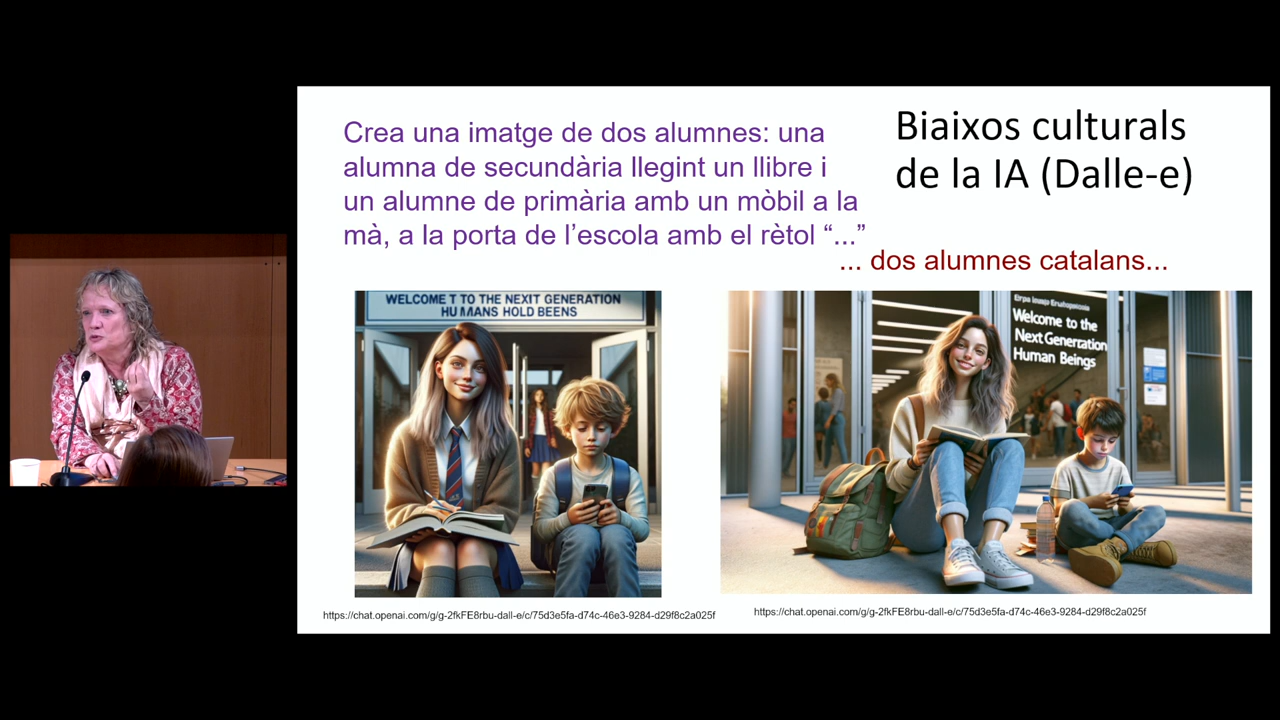 Crea una imatge de dos alumnes: una
alumna de secundària llegint un llibre i
un alumne de primària amb un mòbil a la
mà, a la porta de l’escola amb el rètol “...”
Biaixos culturals
de la IA (Dalle-e)
... dos alumnes catalans...
WELCOME T TO THE NEXIT GENERATION
HU MANS HOLD BEENS
Welcome to the
Next Generzation
Human Beings
https://chat.openai.com/g/g-2fkFE8rbu-dall-e/c/75d3e5fa-d74c-46e3-9284-d29f8c2a025f
https://chat.openai.com/g/g-2fkFE8rbu-dall-e/c/75d3e5fa-d74c-46e3-9284-d29f8c2a025f